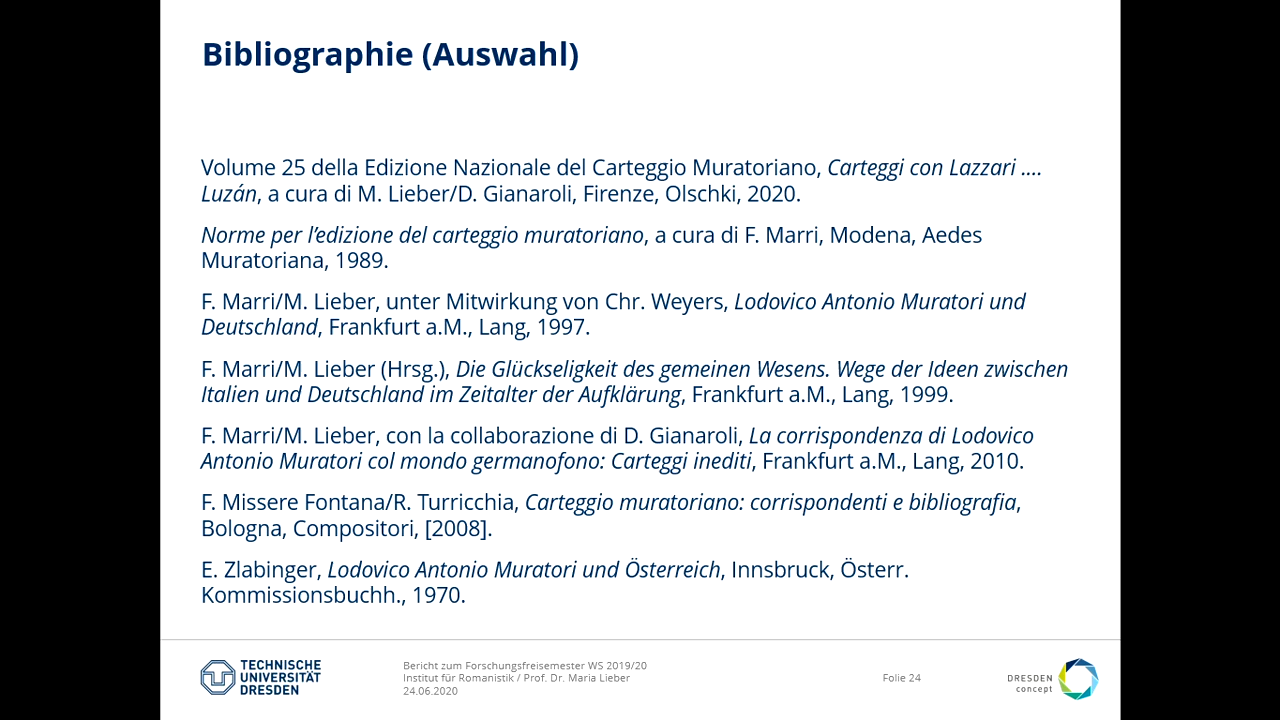 Bibliographie (Auswahl)
Volume 25 della Edizione Nazionale del Carteggio Muratoriano, Carteggi con Lazzari ....
Luzán, a cura di M. Lieber/D. Gianaroli, Firenze, Olschki, 2020.
Norme per l’edizione del carteggio muratoriano, a cura di F. Marri, Modena, Aedes
Muratoriana, 1989.
F. Marri/M. Lieber, unter Mitwirkung von Chr. Weyers, Lodovico Antonio Muratori und
Deutschland, Frankfurt a.M., Lang, 1997.
F. Marri/M. Lieber (Hrsg.), Die Glückseligkeit des gemeinen Wesens. Wege der Ideen zwischen
Italien und Deutschland im Zeitalter der Aufklärung, Frankfurt a.M., Lang, 1999.
F. Marri/M. Lieber, con la collaborazione di D. Gianaroli, La corrispondenza di Lodovico
Antonio Muratori col mondo germanofono: Carteggi inediti, Frankfurt a.M., Lang, 2010.
F. Missere Fontana/R. Turricchia, Carteggio muratoriano: corrispondenti e bibliografia,
Bologna, Compositori, [2008].
E. Zlabinger, Lodovico Antonio Muratori und Österreich, Innsbruck, Österr.
Kommissionsbuchh., 1970.
TECHNISCHE
UNIVERSITÄT
DRESDEN
Bericht zum Forschungsfreisemester WS 2019/20
Institut für Romanistik / Prof. Dr. Maria Lieber
24.06.2020
Folie 24
DRESDEN
concept